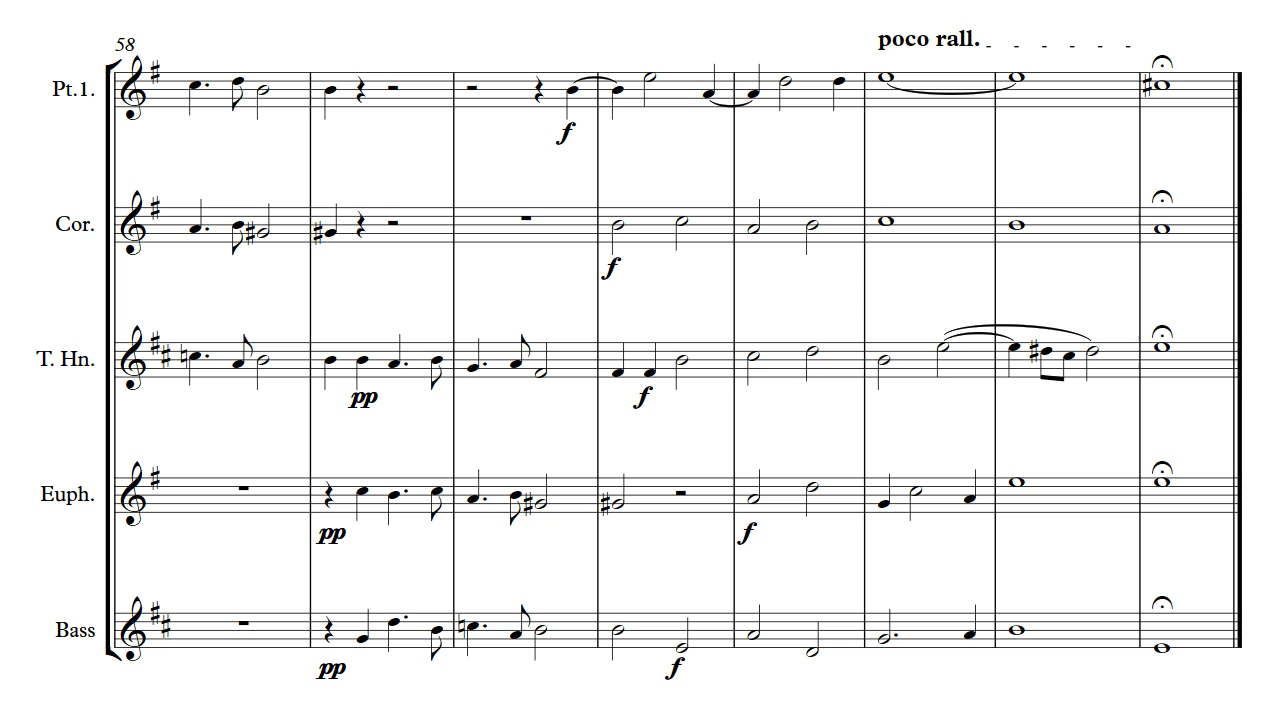 poco rall.
58
Pt.1.
f
Cor.
f
T. Hn.
pp f
Euph.
pp f
Bass
pp f